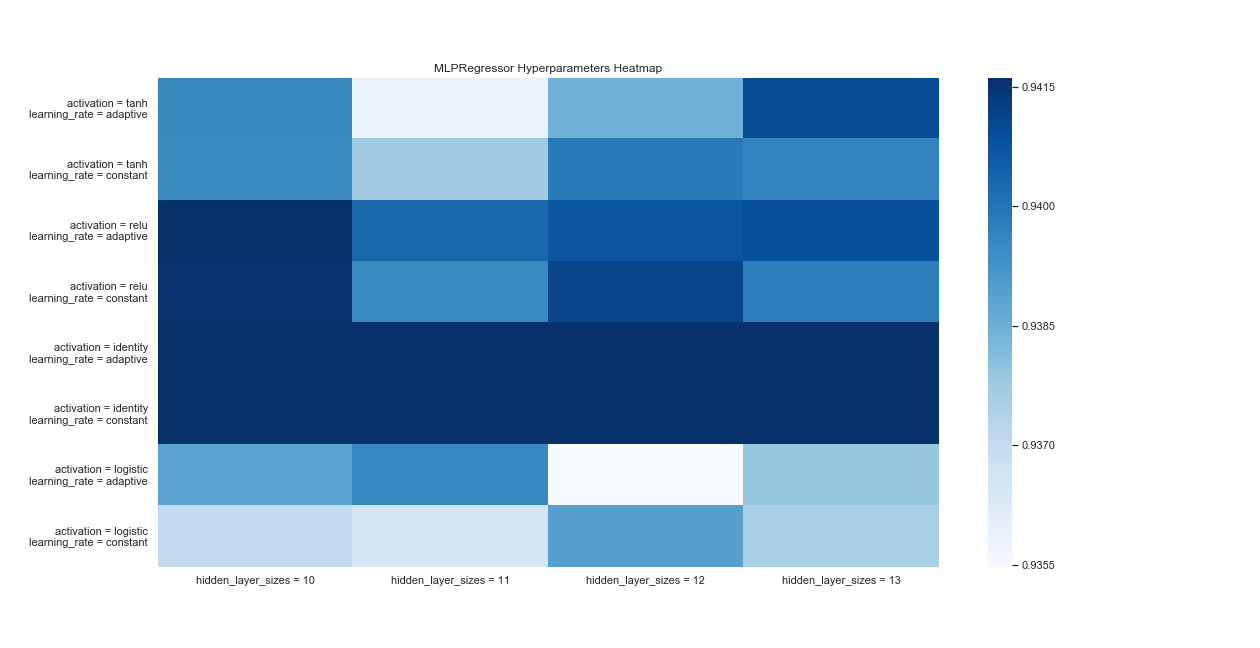 MLPRegressor Hyperparameters Heatmap
activation = tanh
learning_rate = adaptive
activation = tanh
learning_rate = constant
activation = relu
learning_rate = adaptive
activation = relu
learning_rate = constant
activation = identity
learning_rate = adaptive
activation = identity
learning_rate = constant
activation = logistic
learning_rate = adaptive
activation = logistic
learning_rate = constant
hidden_layer_sizes = 10
hidden_layer_sizes = 11
hidden_layer_sizes = 12
hidden_layer_sizes = 13
0.9415
0.9400
0.9385
0.9370
0.9355